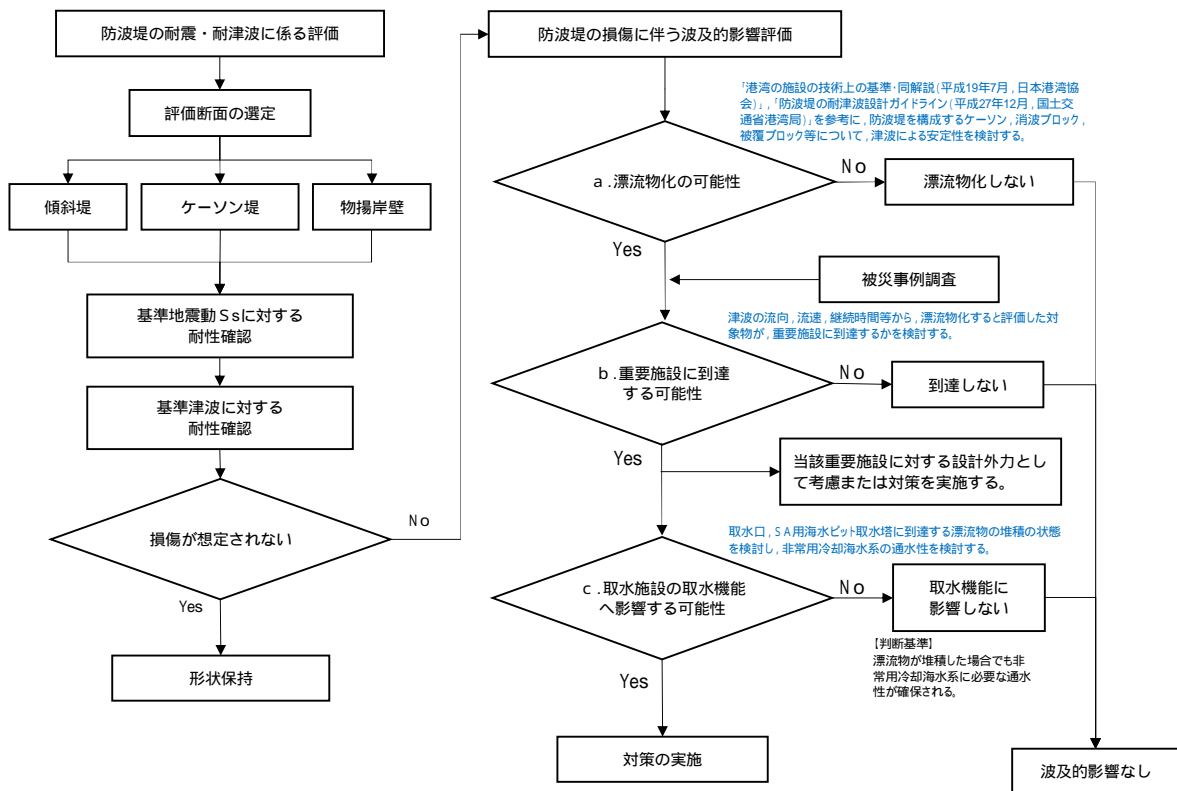 防波堤の耐震・耐津波に係る評価
評価断面の選定
傾斜堤
ケーソン堤
物揚岸壁
基準地震動Ssに対する
耐性確認
基準津波に対する
耐性確認
損傷が想定されない
No
Yes
形状保持
防波堤の損傷に伴う波及的影響評価
「港湾の施設の技術上の基準・同解説(平成19年7月,日本港湾協
会)」,「防波堤の耐津波設計ガイドライン(平成27年12月,国土交
通省港湾局)」を参考に,防波堤を構成するケーソン,消波ブロック,
被覆ブロック等について,津波による安定性を検討する。
a.漂流物化の可能性
No
漂流物化しない
Yes
被災事例調査
津波の流向,流速,継続時間等から,漂流物化すると評価した対
象物が,重要施設に到達するかを検討する。
b.重要施設に到達
する可能性
No
到達しない
Yes
当該重要施設に対する設計外力とし
て考慮または対策を実施する。
取水口,SA用海水ピット取水塔に到達する漂流物の堆積の状態
を検討し,非常用冷却海水系の通水性を検討する。
c.取水施設の取水機能
へ影響する可能性
No
取水機能に
影響しない
【判断基準】
漂流物が堆積した場合でも非
常用冷却海水系に必要な通水
性が確保される。
Yes
対策の実施
波及的影響なし